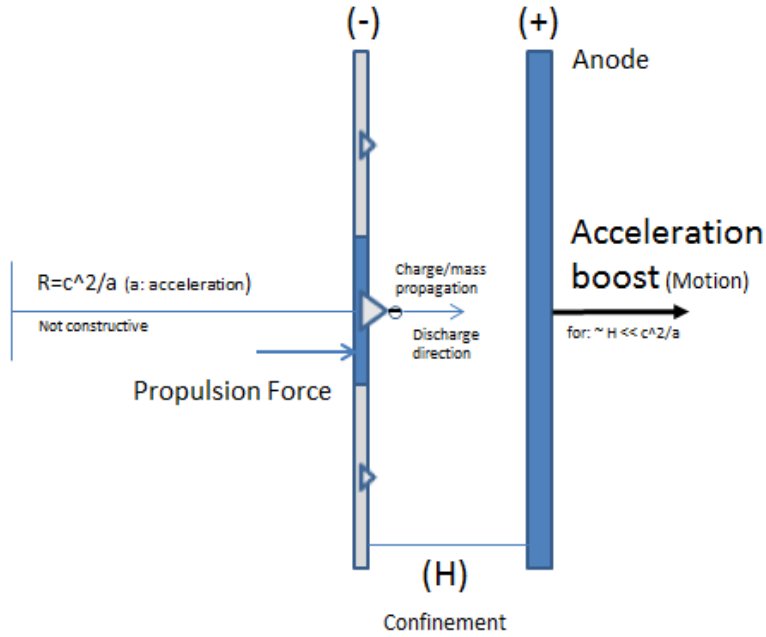 (-)
(+)
Anode
R=c^2/a (a: acceleration)
Not constructive
Propulsion Force
Charge/mass
propagation
Discharge
direction
Acceleration
boost (Motion)
for: ~ H << c^2/a
(H)
Confinement